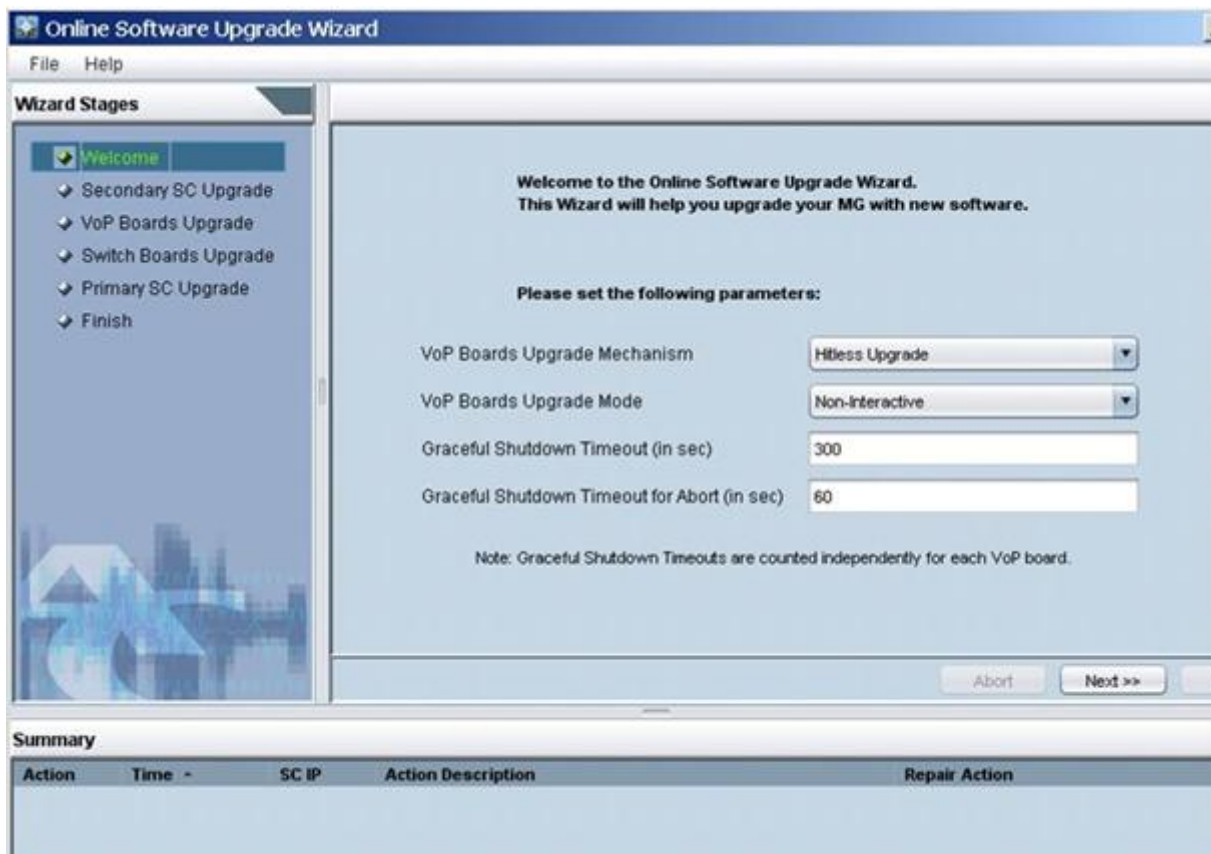 Online Software Upgrade Wizard
File Help
Wizard Stages
Welcome
Secondary SC Upgrade
VoP Boards Upgrade
Switch Boards Upgrade
Primary SC Upgrade
Finish
Welcome to the Online Software Upgrade Wizard.
This Wizard will help you upgrade your MG with new software.
Please set the following parameters:
VoP Boards Upgrade Mechanism Hitless Upgrade
VoP Boards Upgrade Mode Non-Interactive
Graceful Shutdown Timeout (in sec) 300
Graceful Shutdown Timeout for Abort (in sec) 60
Note: Graceful Shutdown Timeouts are counted independently for each VoP board.
Abort Next >>
Summary
Action Time SC IP Action Description Repair Action